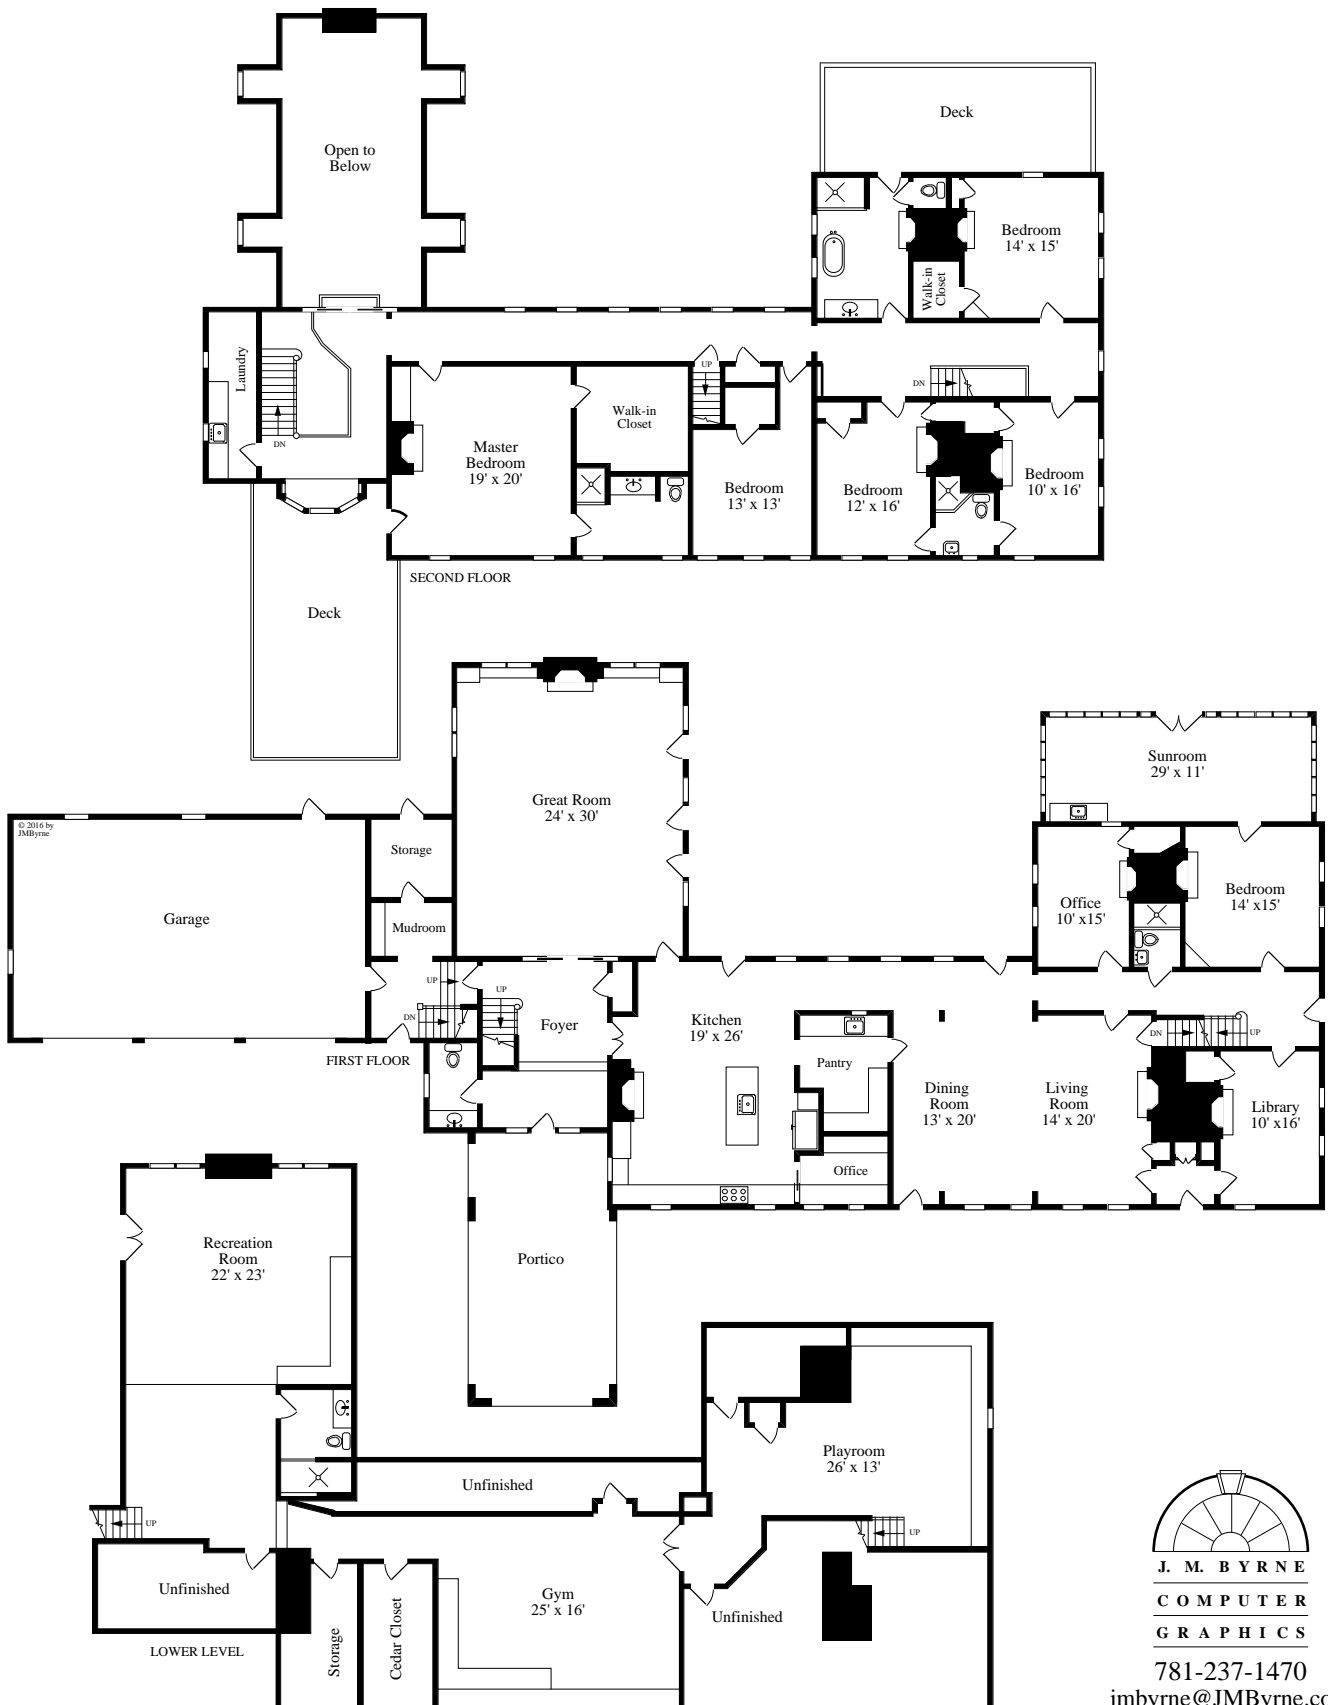 Open to
Below
Deck
Bedroom
14' x 15'
Walk-in
Closet
Laundry
DN
UP
DN
Walk-in
Closet
Master
Bedroom
19' x 20'
Bedroom
13' x 13'
Bedroom
12' x 16'
Bedroom
10' x 16'
SECOND FLOOR
Deck
Sunroom
29' x 11'
Great Room
24' x 30'
© 2016 by
JMByrne
Storage
Garage
Mudroom
Office
10' x15'
Bedroom
14' x15'
UP
UP
DN
Foyer
Kitchen
19' x 26'
Pantry
DN
UP
FIRST FLOOR
Dining
Room
13' x 20'
Living
Room
14' x 20'
Library
10' x16'
Office
Recreation
Room
22' x 23'
Portico
Playroom
26' x 13'
Unfinished
UP
UP
Unfinished
Gym
25' x 16'
Unfinished
Storage
Cedar Closet
LOWER LEVEL
J. M. BYRNE
COMPUTER
GRAPHICS
781-237-1470